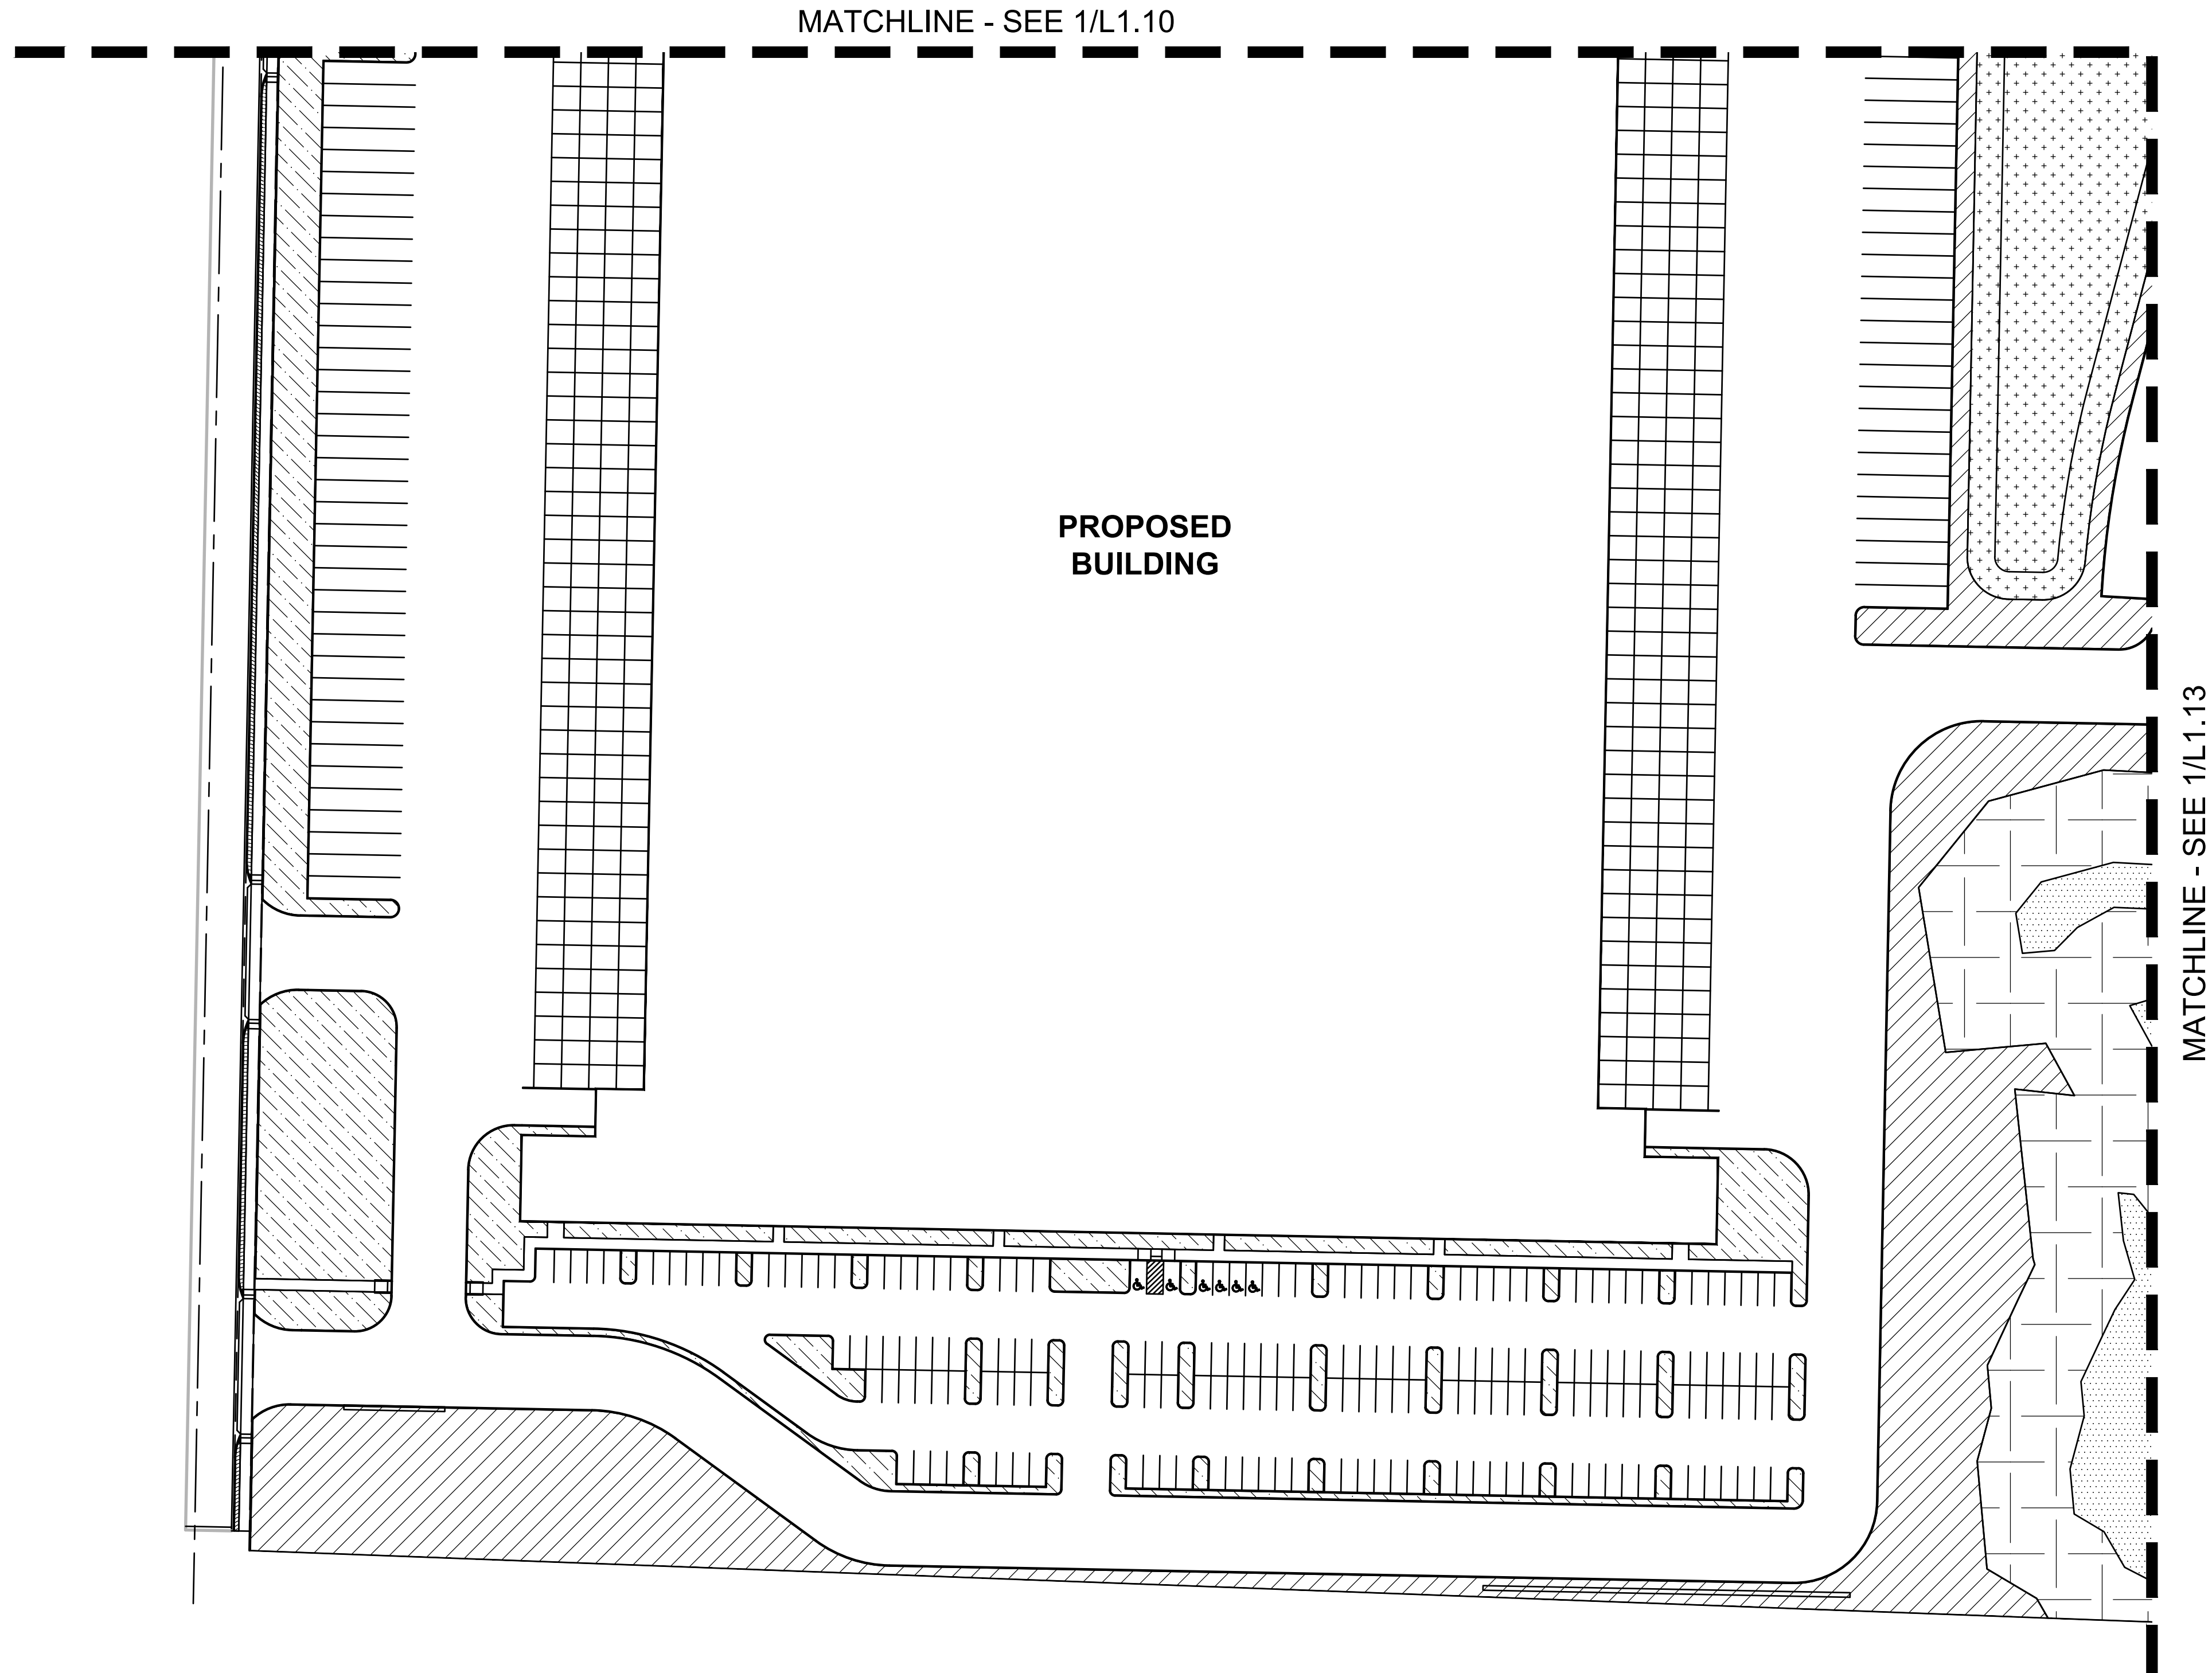 MATCHLINE - SEE 1/L1.10
PROPOSED
BUILDING
MATCHLINE - SEE 1/L1.13